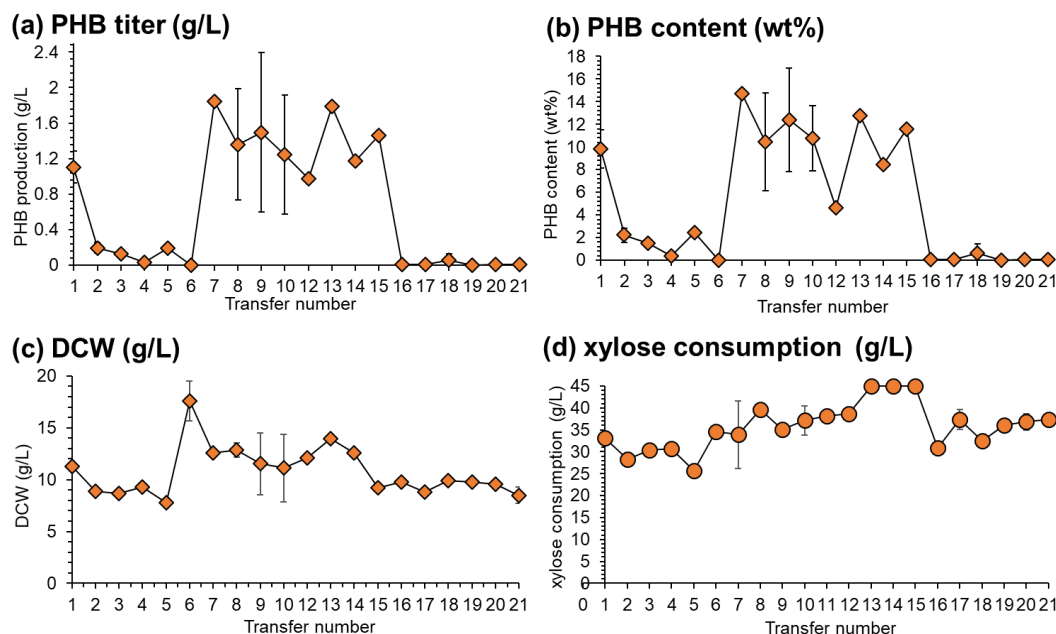 (a) PHB titer (g/L)
2.4
2
1.6
1.2
0.8
0.4
0
PHB production (g/L
1 2 3 4 5 6 7 8 9 10 12 13 14 15 16 17 18 19 20 21
Transfer number
(b) PHB content (wt%)
18
16
14
12
10
8
6
4
2
0
PHB content (wt%)
1 2 3 4 5 6 7 8 9 10 12 13 14 15 16 17 18 19 20 21
Transfer number
(c) DCW (g/L)
20
15
10
5
0
DCW (g/L)
1 2 3 4 5 6 7 8 9 10 12 13 14 15 16 17 18 19 20 21
Transfer number
(d) xylose consumption (g/L)
45
40
35
30
25
20
15
10
5
0
xylose consumption (g/L)
0 1 2 3 4 5 6 7 8 9 10 11 12 13 14 15 16 17 18 19 20 21
Transfer number